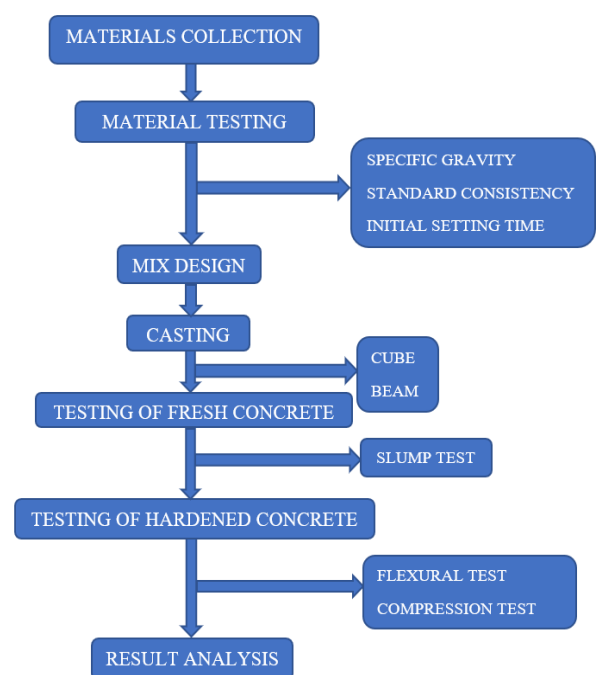 MATERIALS COLLECTION
MATERIAL TESTING
SPECIFIC GRAVITY
STANDARD CONSISTENCY
INITIAL SETTING TIME
MIX DESIGN
CASTING
CUBE
BEAM
TESTING OF FRESH CONCRETE
SLUMP TEST
TESTING OF HARDENED CONCRETE
FLEXURAL TEST
COMPRESSION TEST
RESULT ANALYSIS